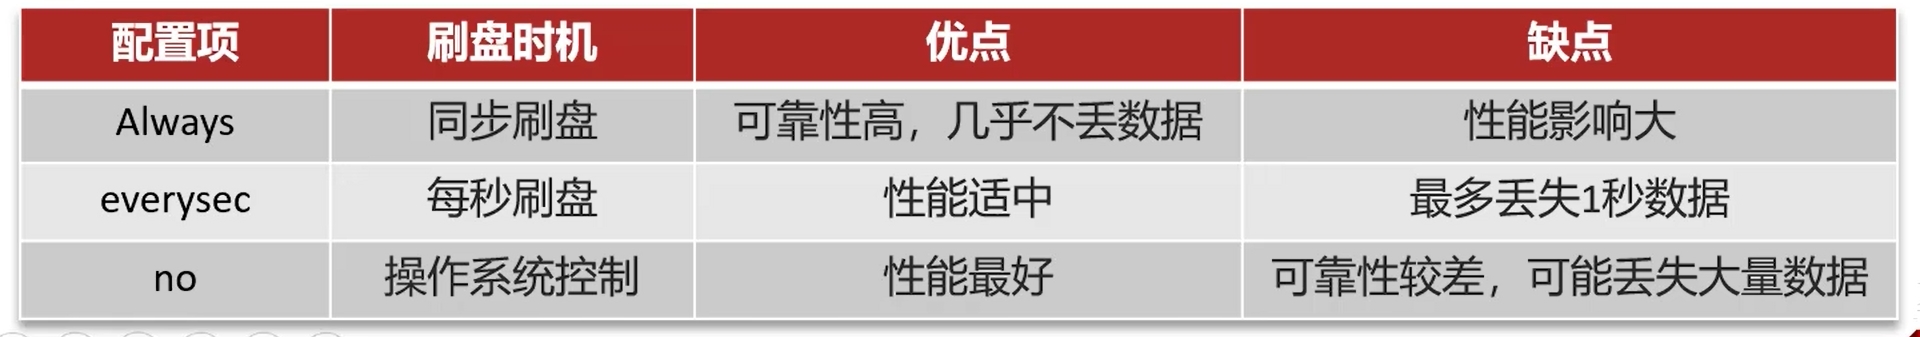 配置项 刷盘时机 优点 缺点
Always 同步刷盘 可靠性高，几乎不丢数据 性能影响大
everysec 每秒刷盘 性能适中 最多丢失1秒数据
no 操作系统控制 性能最好 可靠性较差，可能丢失大量数据